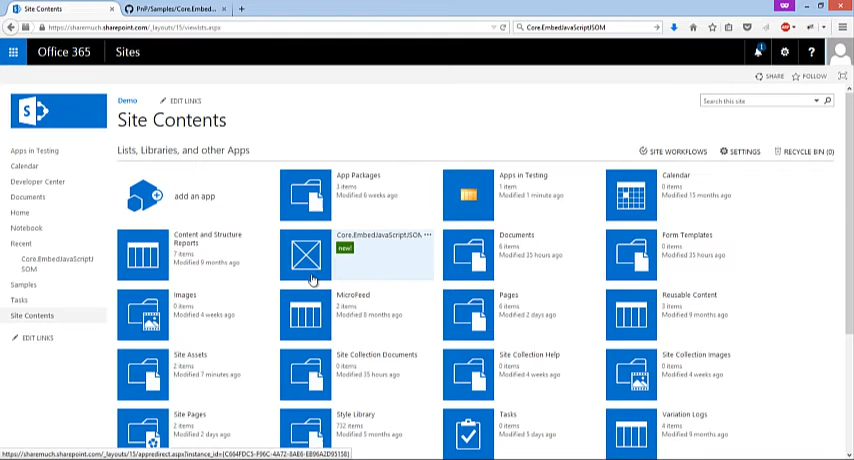 Site Contents
PnP/Samples/Core.Embed...
https://sharemuch.sharepoint.com/_layouts/15/viewlsts.aspx
Core.EmbedJavaScriptJSOM
Office 365
Sites
1
?
SHARE
FOLLOW
S
Demo
EDIT LINKS
Search this site
Site Contents
Lists, Libraries, and other Apps
SITE WORKFLOWS
SETTINGS
RECYCLE BIN (0)
Apps in Testing
Calendar
Developer Center
Documents
Home
Notebook
Recent
Core.EmbedJavaScriptJ
SOM
Samples
Tasks
Site Contents
EDIT LINKS
add an app
App Packages
3 items
Modified 6 weeks ago
Apps in Testing
1 item
Modified 1 minute ago
Calendar
0 items
Modified 15 months ago
Content and Structure
Reports
7 items
Modified 9 months ago
Core.EmbedJavaScriptJSOM
new!
Documents
6 items
Modified 35 hours ago
Form Templates
0 items
Modified 35 hours ago
Images
0 items
Modified 4 weeks ago
MicroFeed
2 items
Modified 8 months ago
Pages
6 items
Modified 2 days ago
Reusable Content
3 items
Modified 9 months ago
Site Assets
2 items
Modified 7 minutes ago
Site Collection Documents
0 items
Modified 35 hours ago
Site Collection Help
0 items
Modified 4 weeks ago
Site Collection Images
0 items
Modified 4 weeks ago
Site Pages
2 items
Modified 2 days ago
Style Library
732 items
Modified 5 months ago
Tasks
0 items
Modified 5 days ago
Variation Logs
4 items
Modified 9 months ago